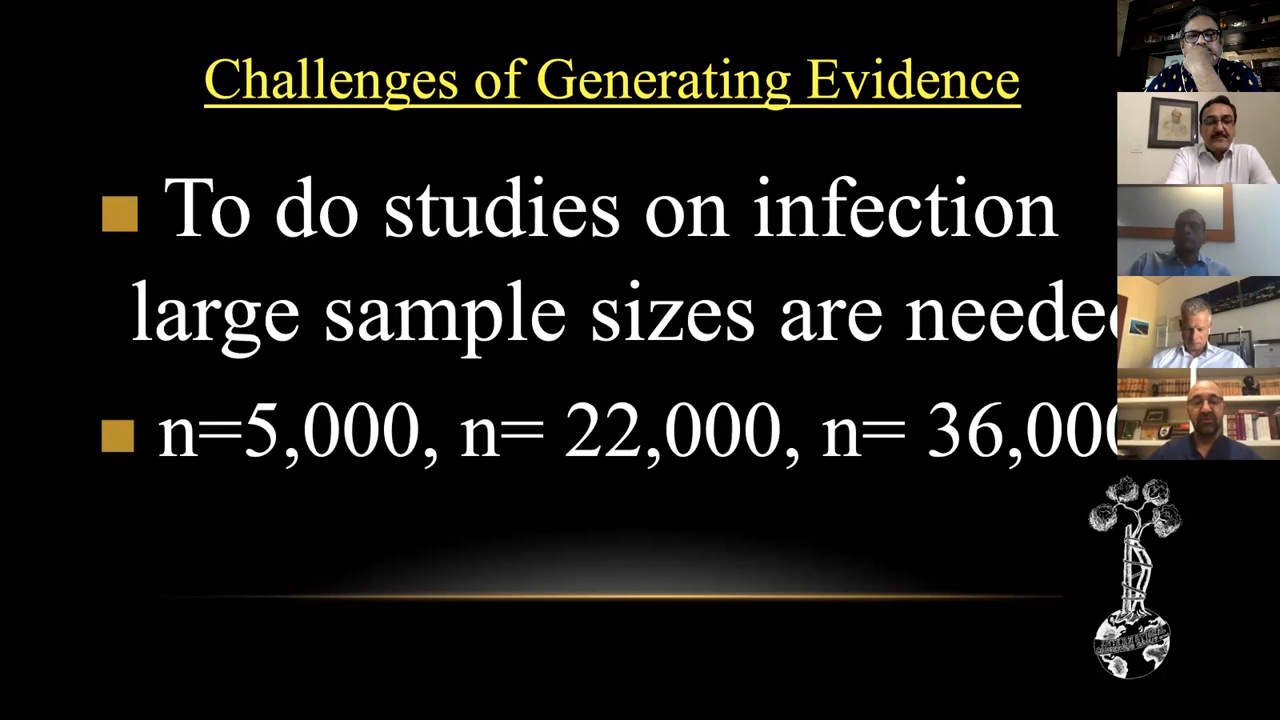 Challenges of Generating Evidence
To do studies on infection
large sample sizes are neede
n=5,000, n= 22,000, n= 36,000